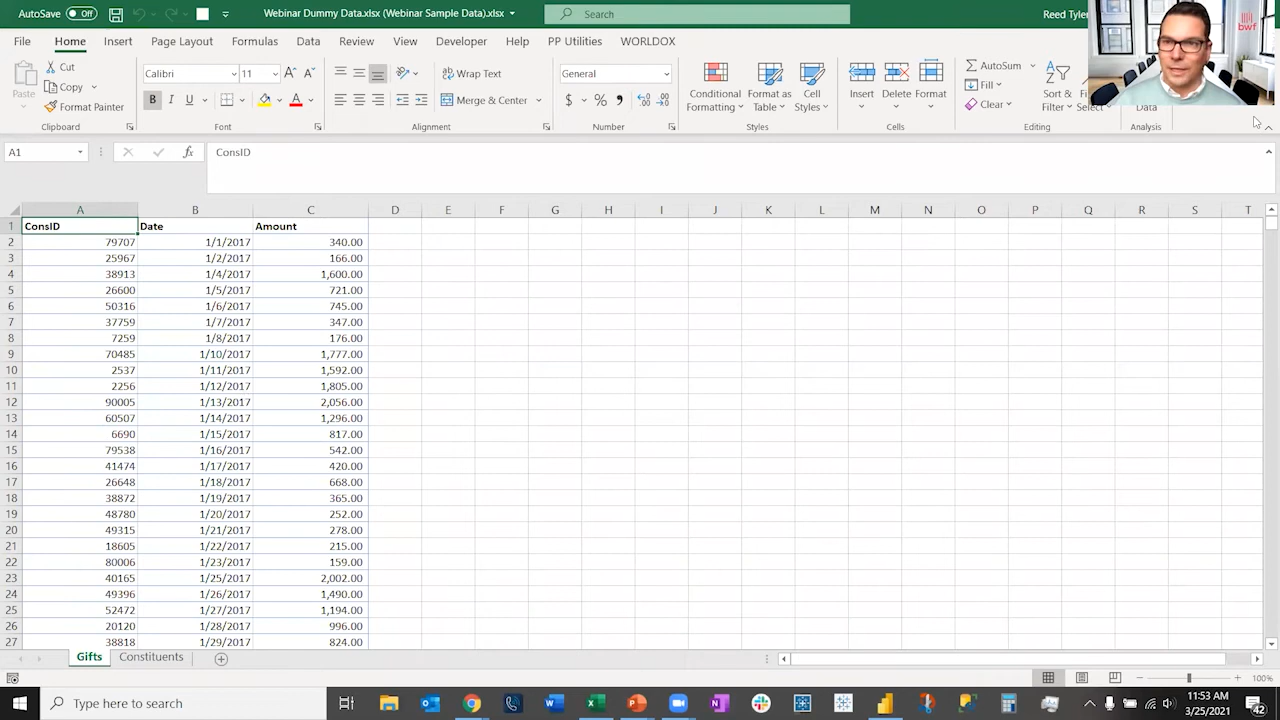 AutoSave Off Webinar Dummy Data.xlsx (Webinar Sample Data).xlsx Search Reed Tyler
bwf
File Home Insert Page Layout Formulas Data Review View Automate Developer Help PP Utilities WORLDOX
Paste Cut Copy Format Painter Clipboard
Calibri 11 B I U A Font
ab Wrap Text Merge & Center Alignment
General $ % , Number
Conditional Formatting Format as Table Cell Styles Styles
Insert Delete Format Cells
AutoSum Fill Clear Sort & Filter Select Editing
Data Analysis
A1 fx ConsID
A B C D E F G H I J K L M N O P Q R S T
1 ConsID Date Amount
2 79707 1/1/2017 340.00
3 25967 1/2/2017 166.00
4 38913 1/4/2017 1,600.00
5 26600 1/5/2017 721.00
6 50316 1/6/2017 745.00
7 37759 1/7/2017 347.00
8 7259 1/8/2017 176.00
9 70485 1/10/2017 1,777.00
10 2537 1/11/2017 1,592.00
11 2256 1/12/2017 1,805.00
12 90005 1/13/2017 2,056.00
13 60507 1/14/2017 1,296.00
14 6690 1/15/2017 817.00
15 79538 1/16/2017 542.00
16 41474 1/17/2017 420.00
17 26648 1/18/2017 668.00
18 38872 1/19/2017 365.00
19 48780 1/20/2017 252.00
20 49315 1/21/2017 278.00
21 18605 1/22/2017 215.00
22 80006 1/23/2017 159.00
23 40165 1/25/2017 2,002.00
24 49396 1/26/2017 1,490.00
25 52472 1/27/2017 1,194.00
26 20120 1/28/2017 996.00
27 38818 1/29/2017 824.00
Gifts Constituents
100%
Type here to search
11:53 AM
3/25/2021
42